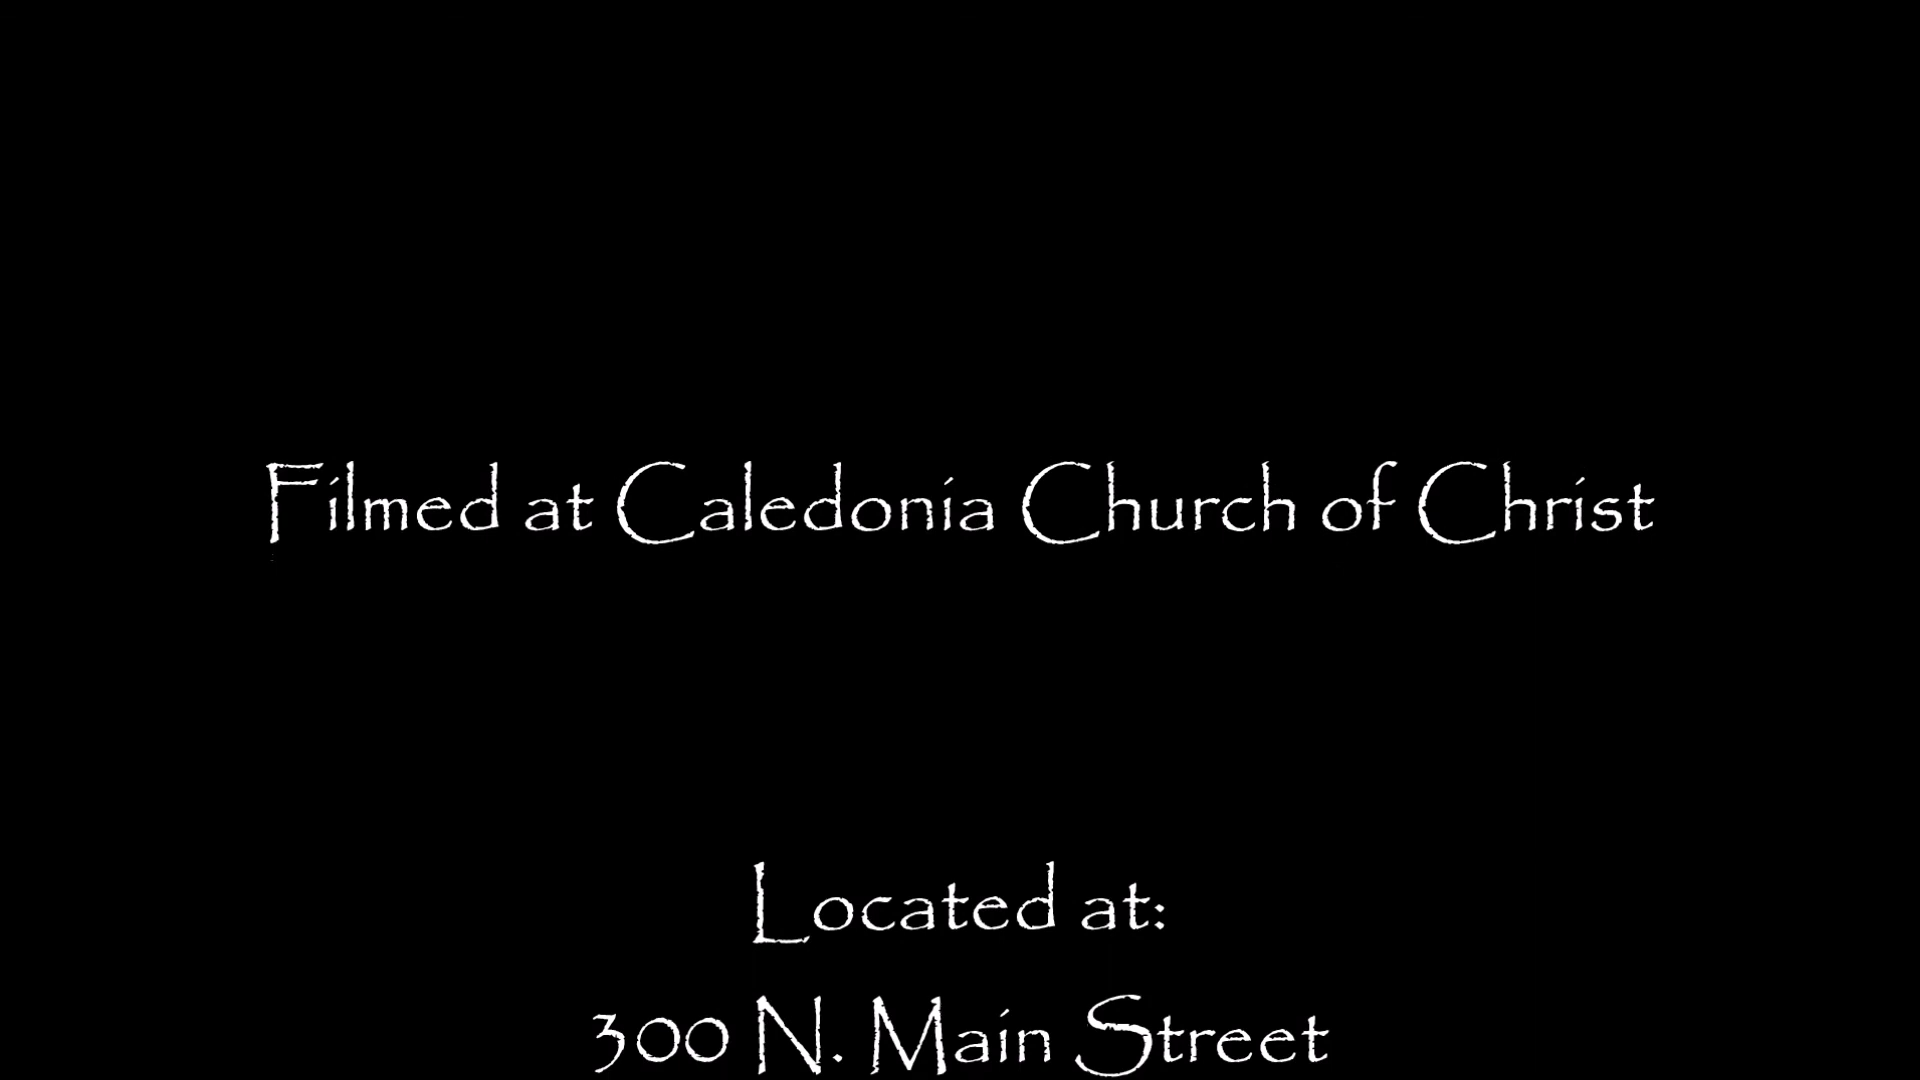 Filmed at Caledonia Church of Christ
Located at:
300 N. Main Street